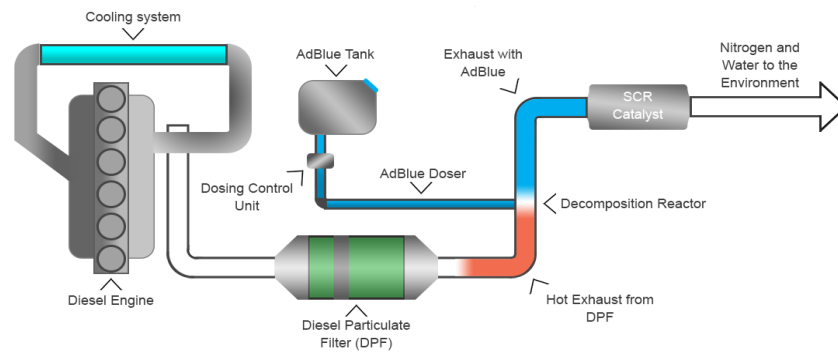 Cooling system
AdBlue Tank
Exhaust with
AdBlue
Nitrogen and
Water to the
Environment
SCR
Catalyst
Dosing Control
Unit
AdBlue Doser
Decomposition Reactor
Diesel Engine
Diesel Particulate
Filter (DPF)
Hot Exhaust from
DPF